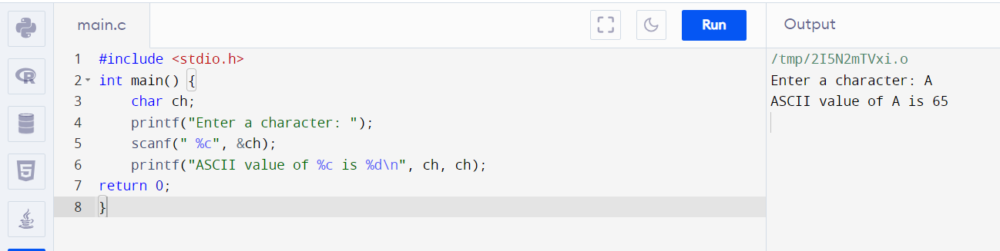 main.c
Run
Output
1 #include <stdio.h>
2 int main() {
3     char ch;
4     printf("Enter a character: ");
5     scanf(" %c", &ch);
6     printf("ASCII value of %c is %d\n", ch, ch);
7 return 0;
8 }
/tmp/2I5N2mTVxi.o
Enter a character: A
ASCII value of A is 65